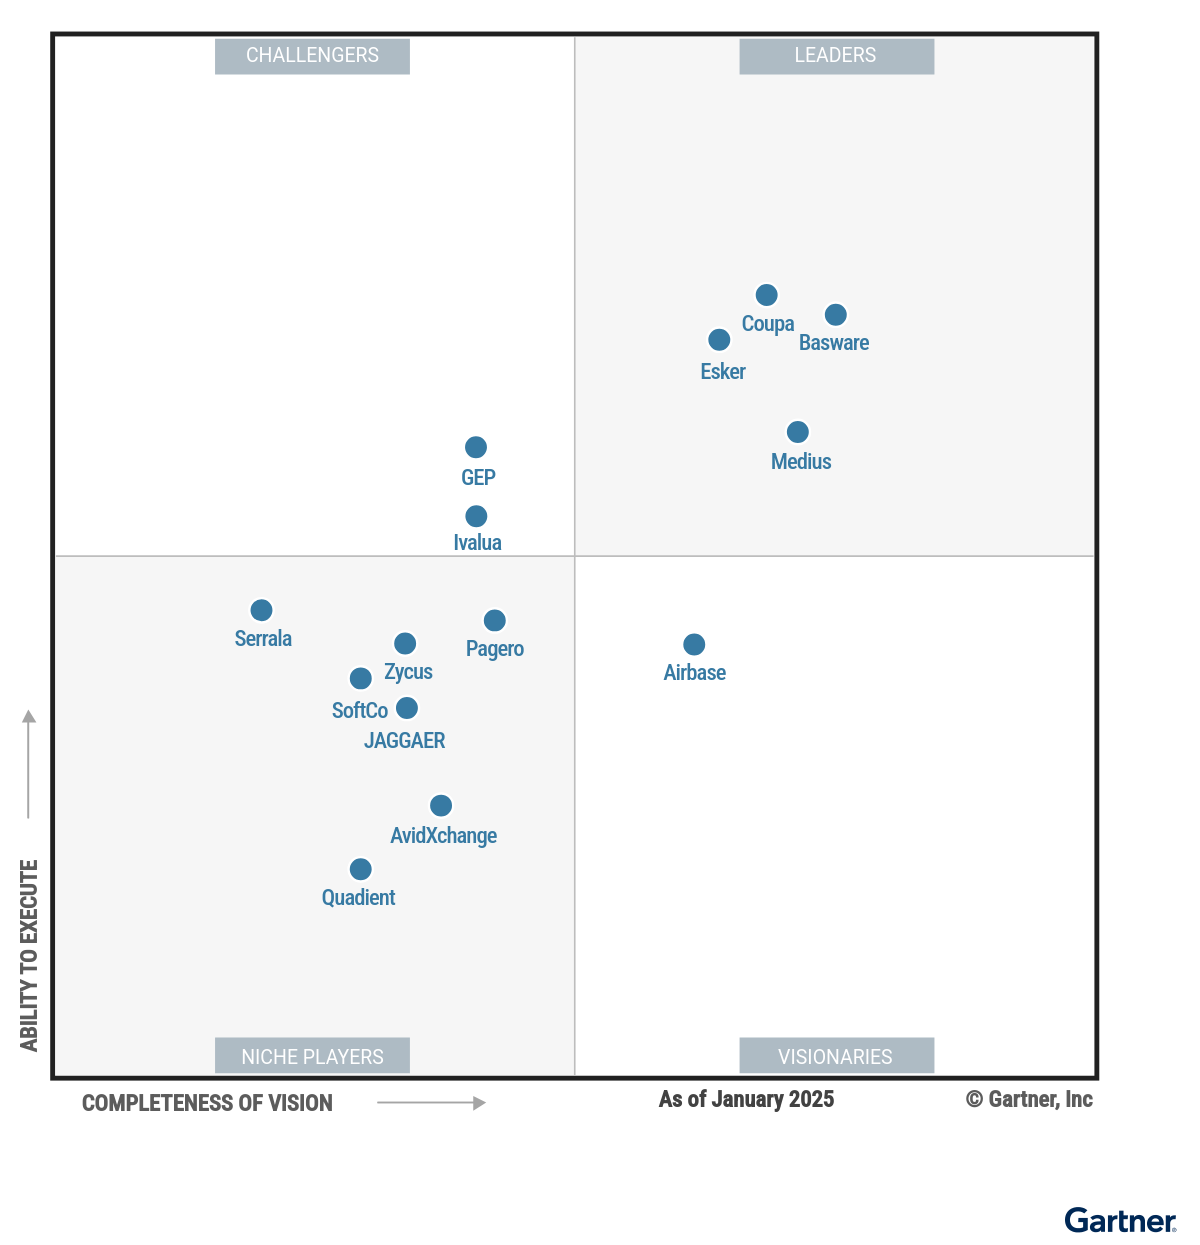 CHALLENGERS
LEADERS
Coupa
Basware
Esker
Medius
GEP
Ivalua
Serrala
Pagero
Zycus
Airbase
SoftCo
JAGGAER
AvidXchange
Quadient
ABILITY TO EXECUTE
NICHE PLAYERS
VISIONARIES
COMPLETENESS OF VISION
As of January 2025
© Gartner, Inc
Gartner®